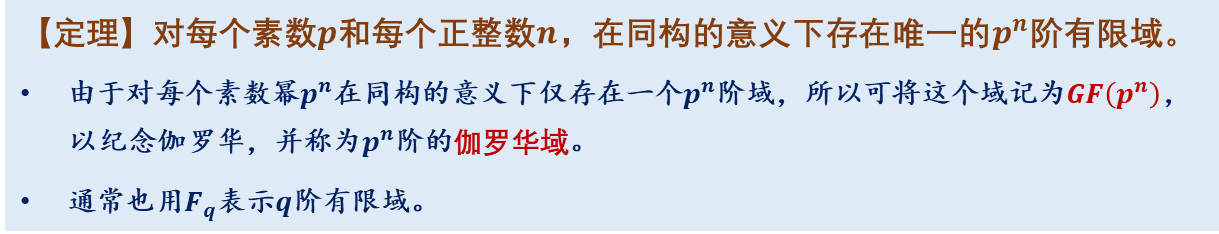 【定理】对每个素数p和每个正整数n，在同构的意义下存在唯一的pⁿ阶有限域。
• 由于对每个素数幂pⁿ在同构的意义下仅存在一个pⁿ阶域，所以可将这个域记为GF(pⁿ)，
以纪念伽罗华，并称为pⁿ阶的伽罗华域。
• 通常也用F_q表示q阶有限域。